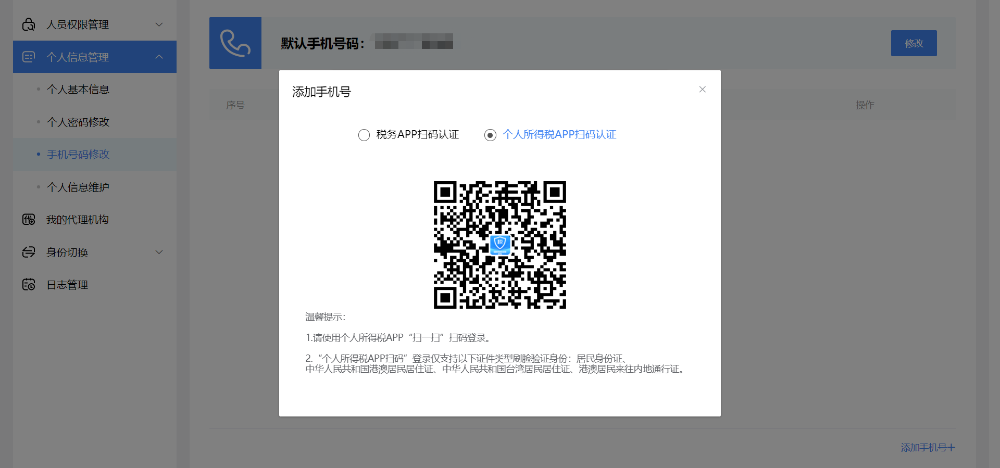 人员权限管理
个人信息管理
个人基本信息
个人密码修改
手机号码修改
个人信息维护
我的代理机构
身份切换
日志管理
默认手机号码：
修改
序号
操作
添加手机号
税务APP扫码认证
个人所得税APP扫码认证
税
温馨提示：
1.请使用个人所得税APP“扫一扫”扫码登录。
2.“个人所得税APP扫码”登录仅支持以下证件类型刷脸验证身份：居民身份证、
中华人民共和国港澳居民居住证、中华人民共和国台湾居民居住证、港澳居民来往内地通行证。
添加手机号+